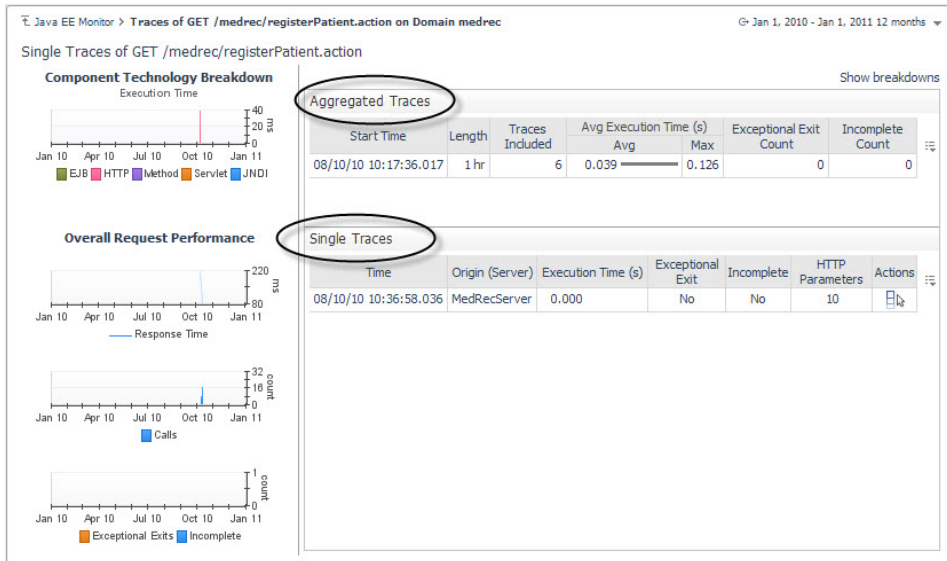 Java EE Monitor > Traces of GET /medrec/registerPatient.action on Domain medrec
Jan 1, 2010 - Jan 1, 2011 12 months
Single Traces of GET /medrec/registerPatient.action
Show breakdowns
Component Technology Breakdown
Execution Time
40
20
0
ms
Jan 10 Apr 10 Jul 10 Oct 10 Jan 11
EJB HTTP Method Servlet JNDI
Aggregated Traces
Start Time Length Traces Included Avg Execution Time (s) Avg Max Exceptional Exit Count Incomplete Count
08/10/10 10:17:36.017 1 hr 6 0.039 0.126 0 0
Overall Request Performance
220
80
ms
Jan 10 Apr 10 Jul 10 Oct 10 Jan 11
Response Time
32
16
0
count
Jan 10 Apr 10 Jul 10 Oct 10 Jan 11
Calls
1
0
count
Jan 10 Apr 10 Jul 10 Oct 10 Jan 11
Exceptional Exits Incomplete
Single Traces
Time Origin (Server) Execution Time (s) Exceptional Exit Incomplete HTTP Parameters Actions
08/10/10 10:36:58.036 MedRecServer 0.000 No No 10